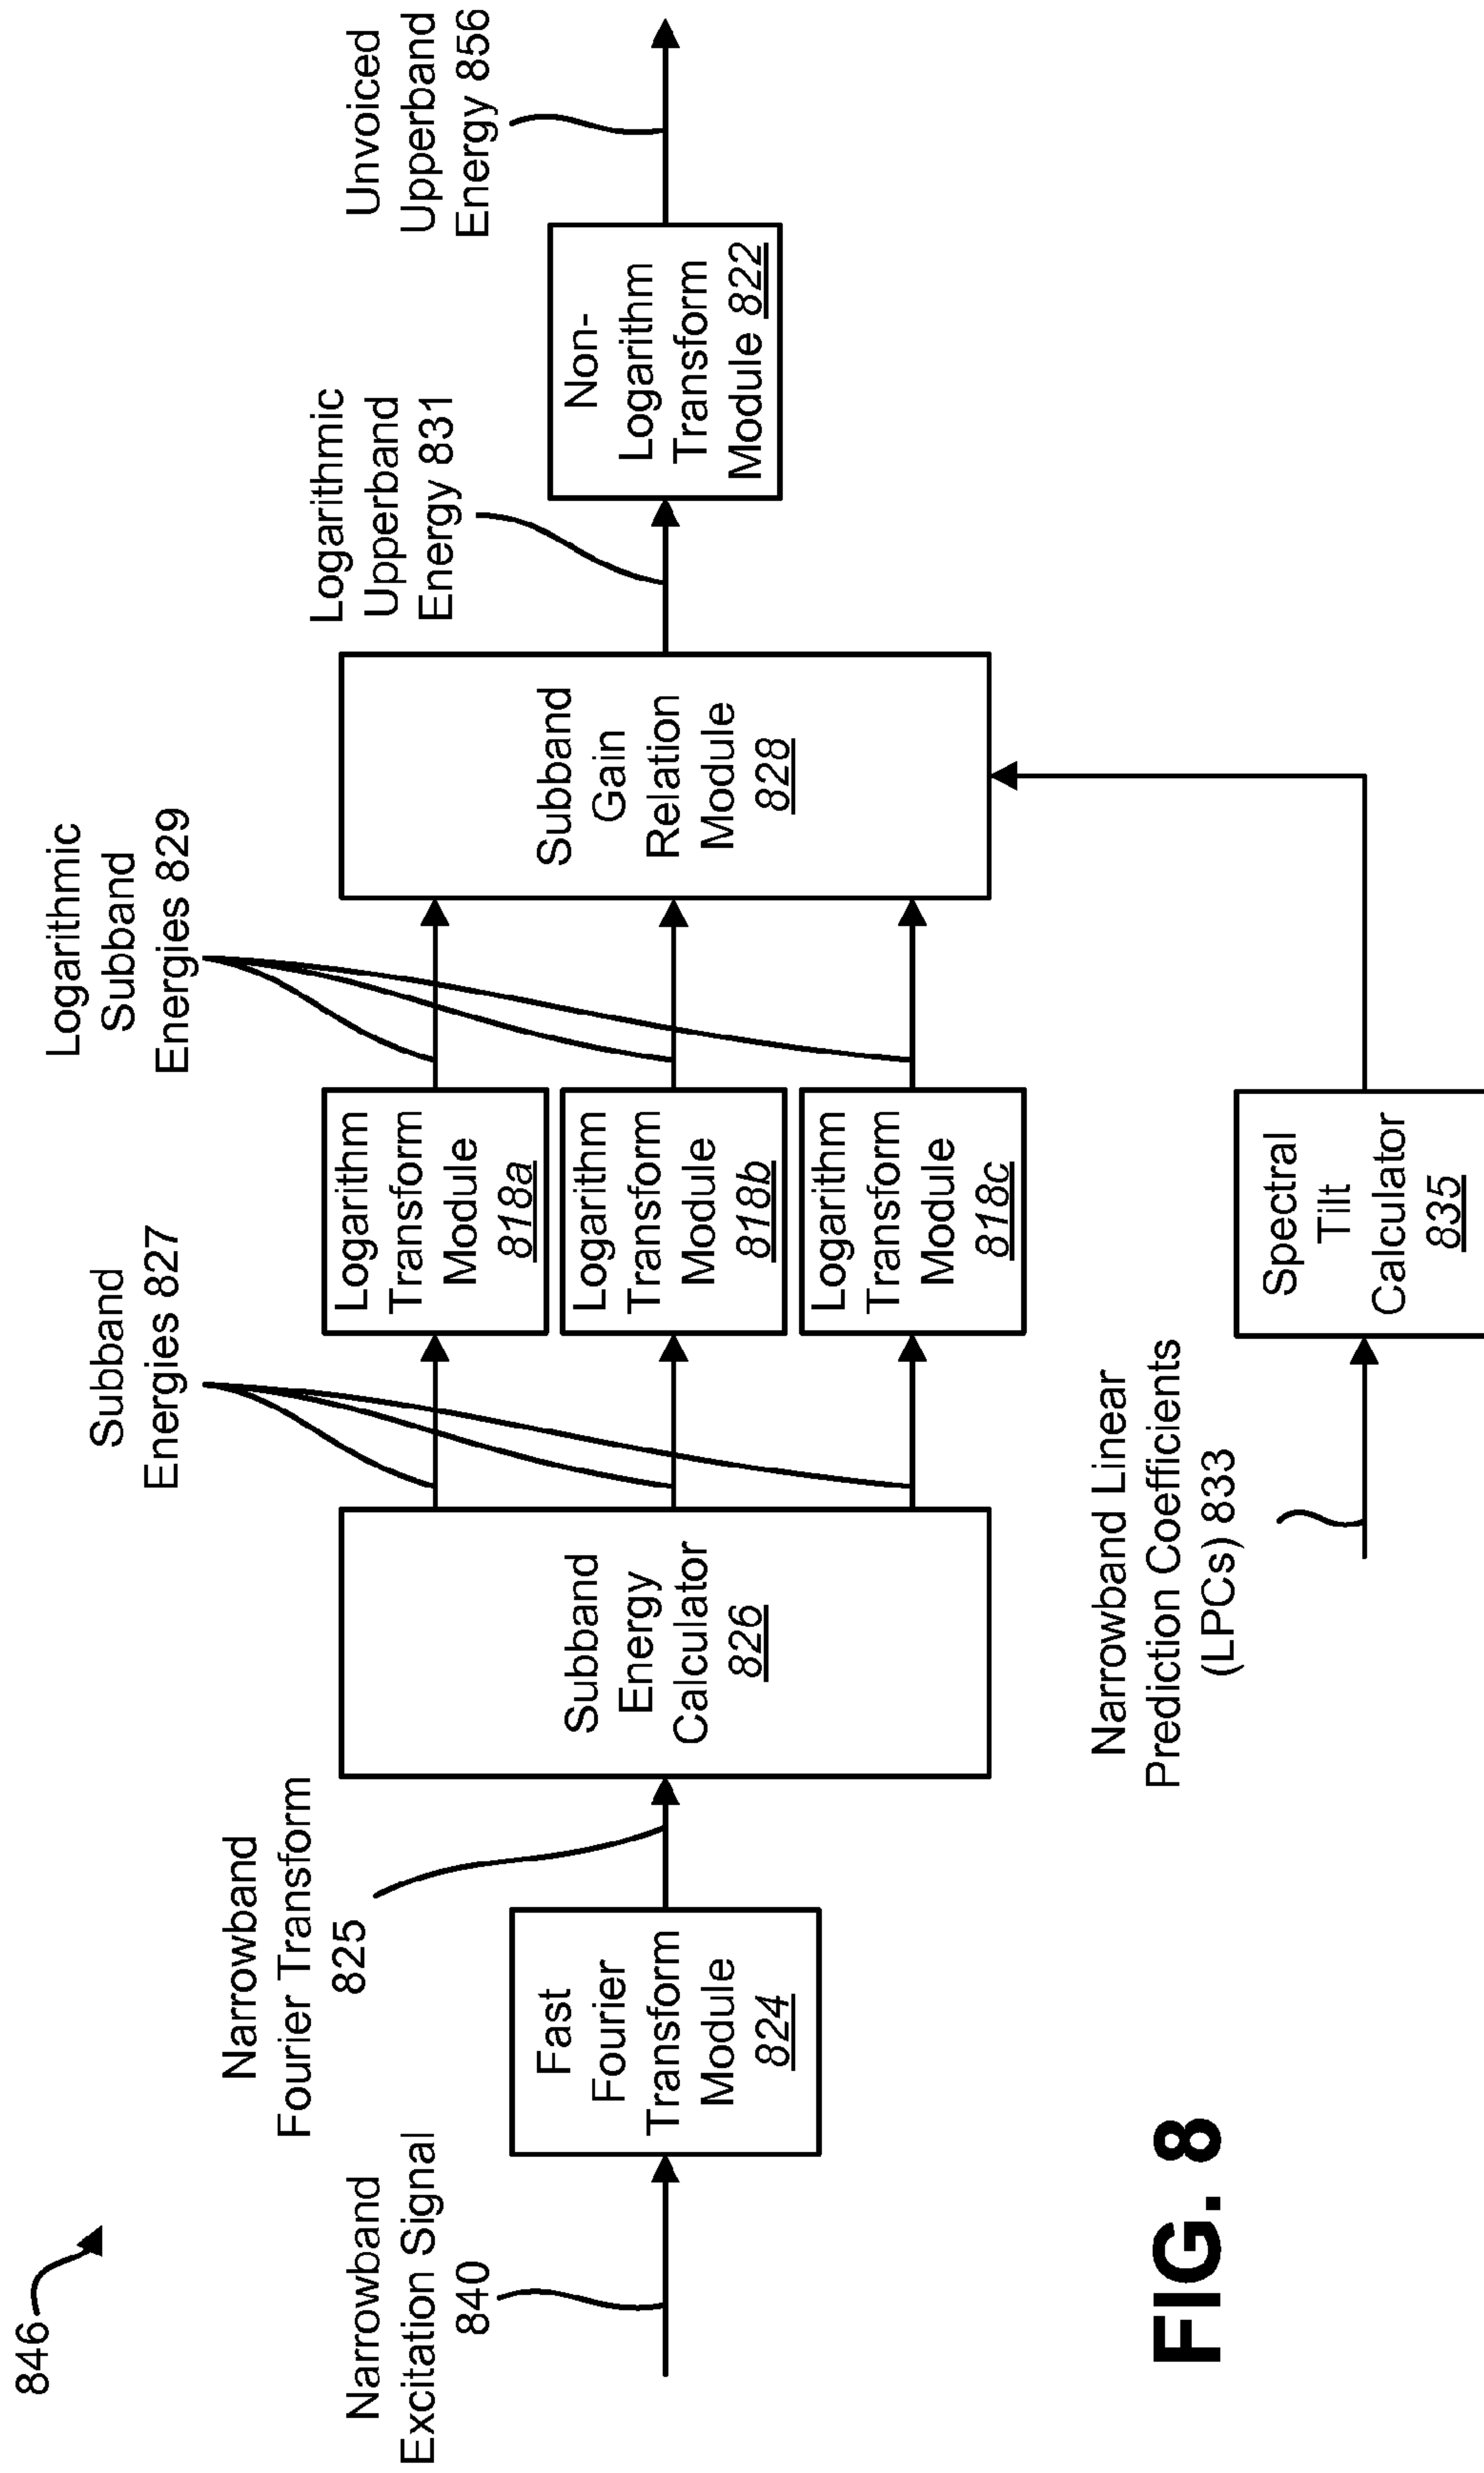 846
Narrowband
Excitation Signal
840
Fast
Fourier
Transform
Module 
824
Narrowband
Fourier Transform
825
Subband
Energy
Calculator
826
Subband
Energies 827
Logarithm
Transform
Module
818a
Logarithm
Transform
Module
818b
Logarithm
Transform
Module
818c
Logarithmic
Subband
Energies 829
Subband
Gain
Relation
Module
828
Logarithmic
Upperband
Energy 831
Non-
Logarithm
Transform
Module 822
Unvoiced
Upperband
Energy 856
Narrowband Linear
Prediction Coefficients
(LPCs) 833
Spectral
Tilt
Calculator
835
FIG. 8